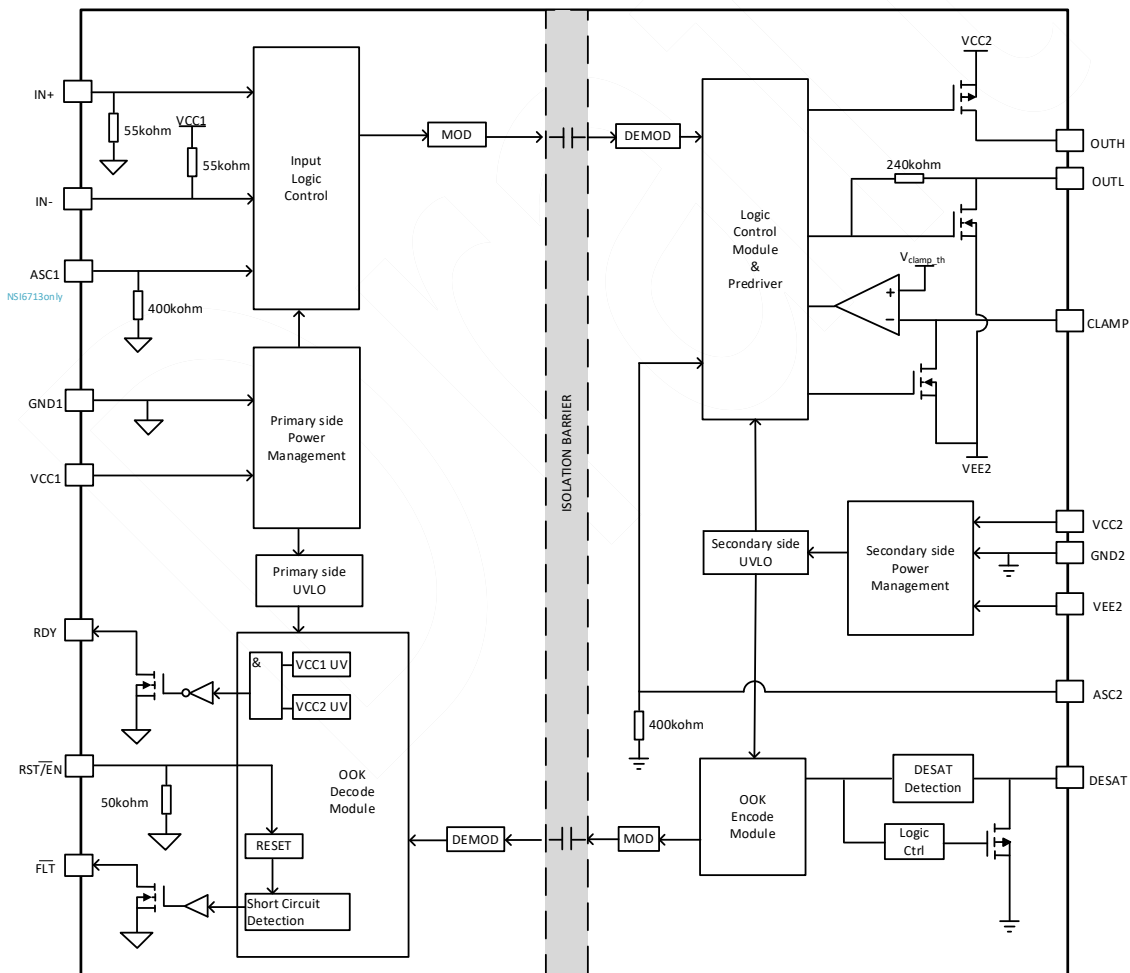 VCC2
IN+
55kohm
VCC1
55kohm
Input
Logic
Control
MOD
DEMOD
OUTH
240kohm
OUTL
IN-
Logic
Control
Module
&
Predriver
Vclamp_th
+
-
ASC1
NSI6713only
400kohm
CLAMP
GND1
Primary side
Power
Management
ISOLATION BARRIER
VCC1
VEE2
VCC2
Secondary side
UVLO
Secondary side
Power
Management
GND2
Primary side
UVLO
VEE2
RDY
&
VCC1 UV
VCC2 UV
ASC2
400kohm
RST/EN
50kohm
OOK
Decode
Module
OOK
Encode
Module
DESAT
Detection
DESAT
RESET
DEMOD
MOD
Logic
Ctrl
FLT
Short Circuit
Detection